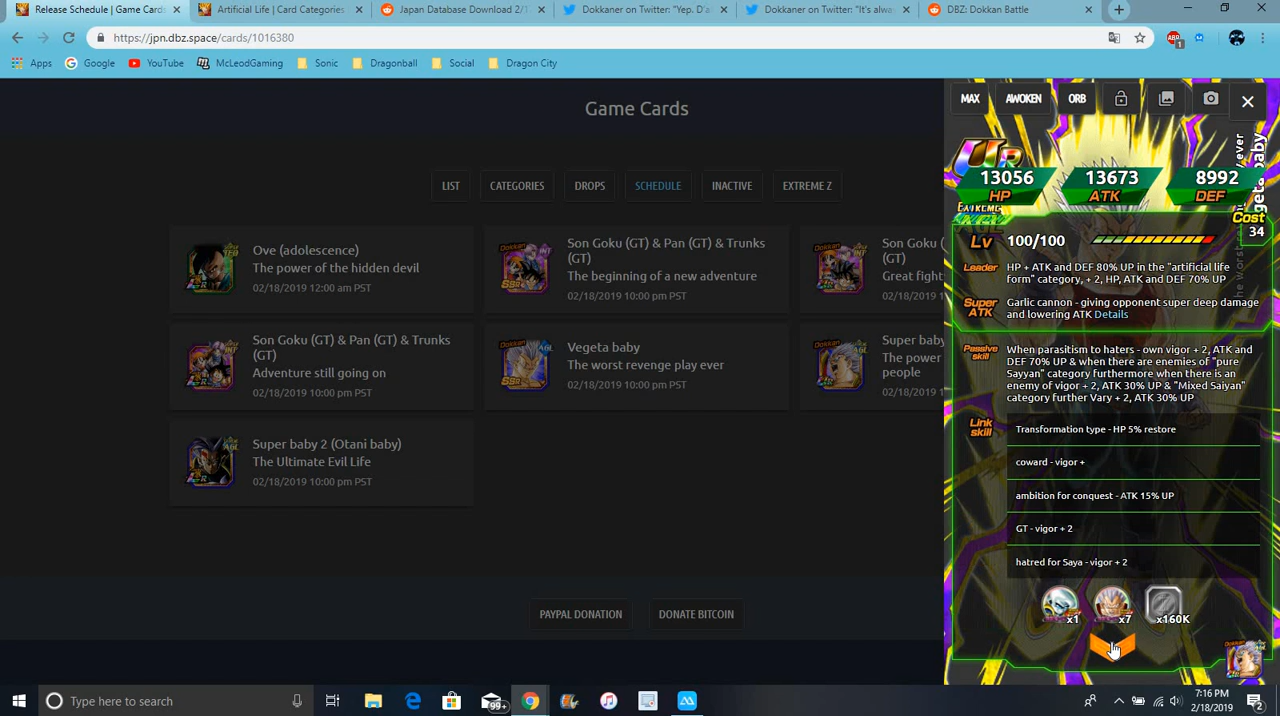 Release Schedule | Game Cards
Artificial Life | Card Categories
Japan Database Download 2/1
Dokkaner on Twitter: "Yep. D'a
Dokkaner on Twitter: "It's alwa
DBZ: Dokkan Battle
https://jpn.dbz.space/cards/1016380
Apps
Google
YouTube
McLeodGaming
Sonic
Dragonball
Social
Dragon City
Game Cards
LIST
CATEGORIES
DROPS
SCHEDULE
INACTIVE
EXTREME Z
Ove (adolescence)
The power of the hidden devil
02/18/2019 12:00 am PST
Son Goku (GT) & Pan (GT) & Trunks
(GT)
The beginning of a new adventure
02/18/2019 10:00 pm PST
Son Goku (
(GT)
Great fight
02/18/2019 1
Son Goku (GT) & Pan (GT) & Trunks
(GT)
Adventure still going on
02/18/2019 10:00 pm PST
Vegeta baby
The worst revenge play ever
02/18/2019 10:00 pm PST
Super baby
The power
people
02/18/2019 1
Super baby 2 (Otani baby)
The Ultimate Evil Life
02/18/2019 10:00 pm PST
PAYPAL DONATION
DONATE BITCOIN
MAX
AWOKEN
ORB
UR
13056
HP
13673
ATK
8992
DEF
EXTREME
Cost
34
Lv
100/100
Leader
HP + ATK and DEF 80% UP in the "artificial life
form" category, + 2, HP, ATK and DEF 70% UP
Super
ATK
Garlic cannon - giving opponent super deep damage
and lowering ATK Details
Passive
skill
When parasitism to haters - own vigor + 2, ATK and
DEF 70% UP & when there are enemies of "pure
Sayyan" category furthermore when there is an
enemy of vigor + 2, ATK 30% UP & "Mixed Saiyan"
category further Vary + 2, ATK 30% UP
Link
skill
Transformation type - HP 5% restore
coward - vigor +
ambition for conquest - ATK 15% UP
GT - vigor + 2
hatred for Saya - vigor + 2
x1
x7
x160K
Type here to search
99+
7:16 PM
2/18/2019
2